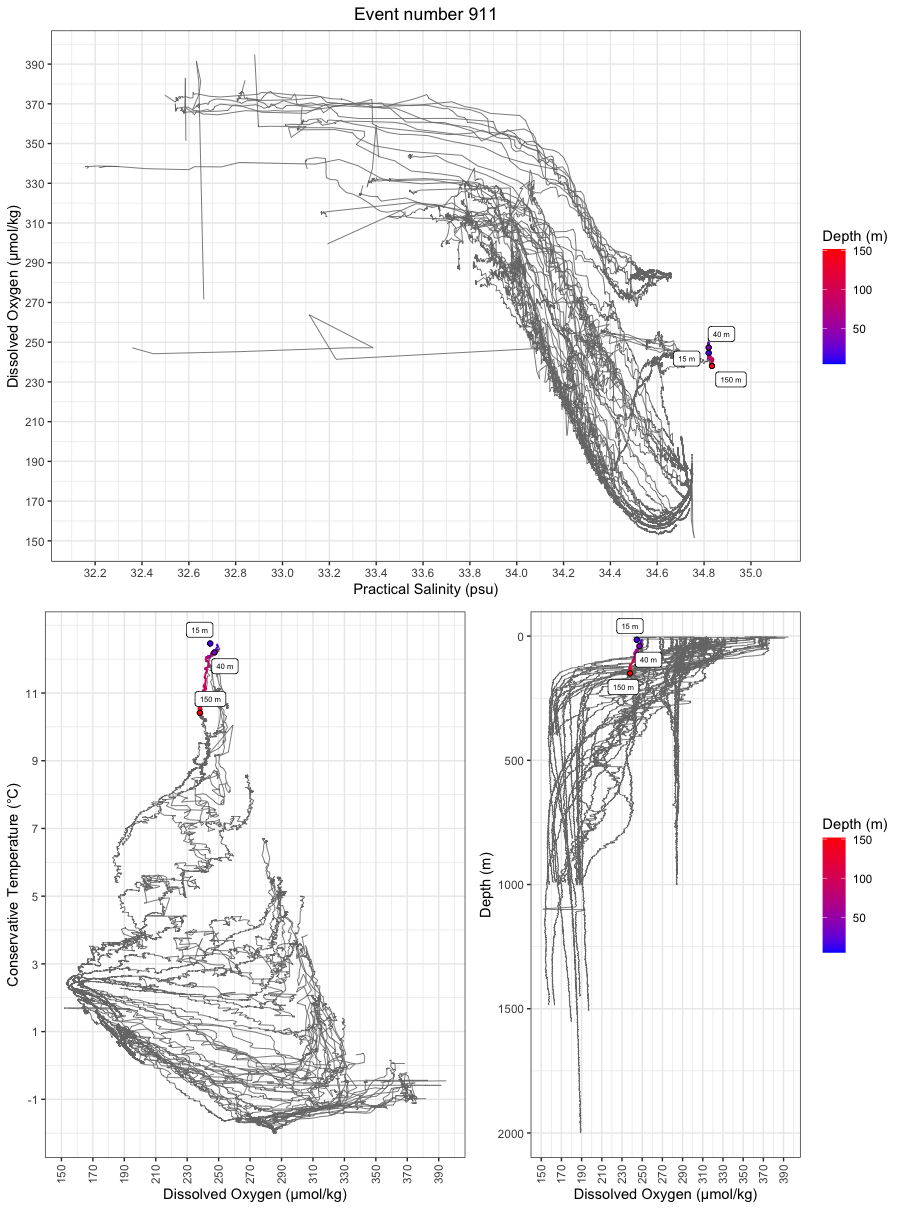 Event number 911
Dissolved Oxygen (μmol/kg)
390
370
350
330
310
290
270
250
230
210
190
170
150
40 m
15 m
150 m
32.2 32.4 32.6 32.8 33.0 33.2 33.4 33.6 33.8 34.0 34.2 34.4 34.6 34.8 35.0
Practical Salinity (psu)
Depth (m)
150
100
50
Conservative Temperature (°C)
11
9
7
5
3
1
-1
15 m
40 m
150 m
150 170 190 210 230 250 270 290 310 330 350 370 390
Dissolved Oxygen (μmol/kg)
Depth (m)
0
500
1000
1500
2000
15 m
40 m
150 m
150 170 190 210 230 250 270 290 310 330 350 370 390
Dissolved Oxygen (μmol/kg)
Depth (m)
150
100
50